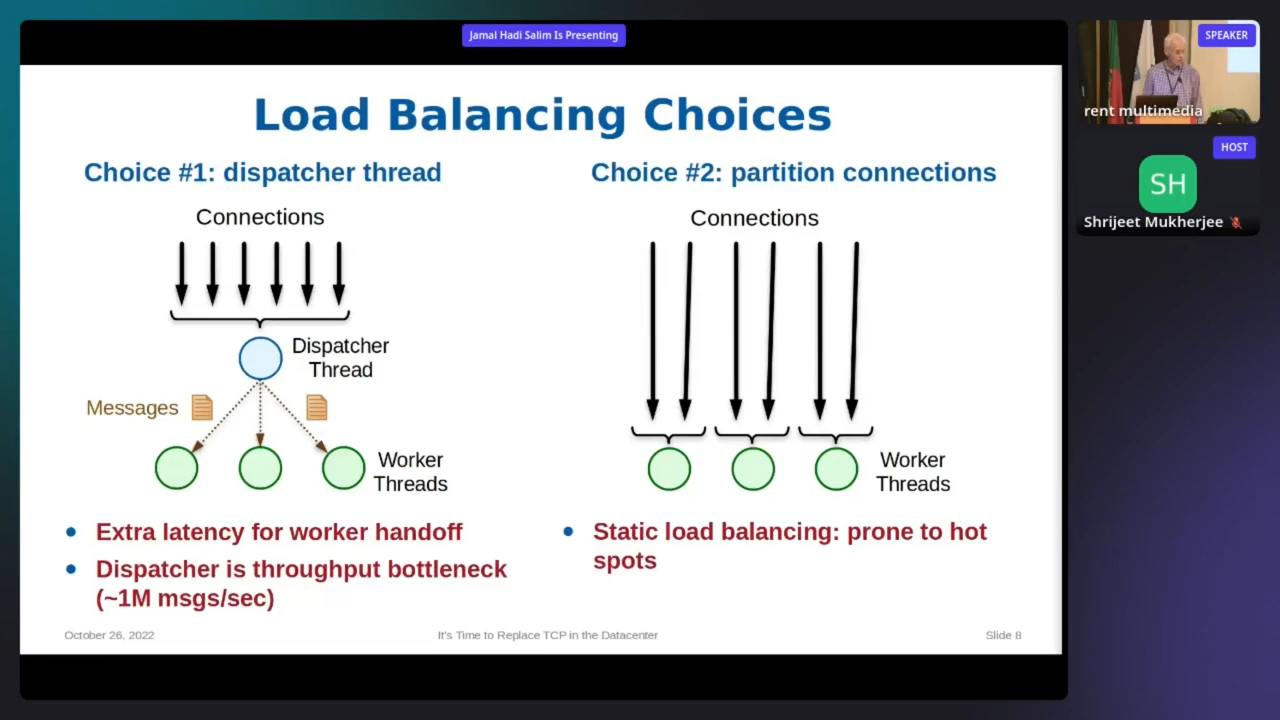 Jamal Hadi Salim Is Presenting
Load Balancing Choices
Choice #1: dispatcher thread
Connections
Dispatcher
Thread
Messages
Worker
Threads
Extra latency for worker handoff
Dispatcher is throughput bottleneck
(~1M msgs/sec)
Choice #2: partition connections
Connections
Worker
Threads
Static load balancing: prone to hot
spots
October 26, 2022
It's Time to Replace TCP in the Datacenter
Slide 8
SPEAKER
rent multimedia
HOST
SH
Shrijeet Mukherjee